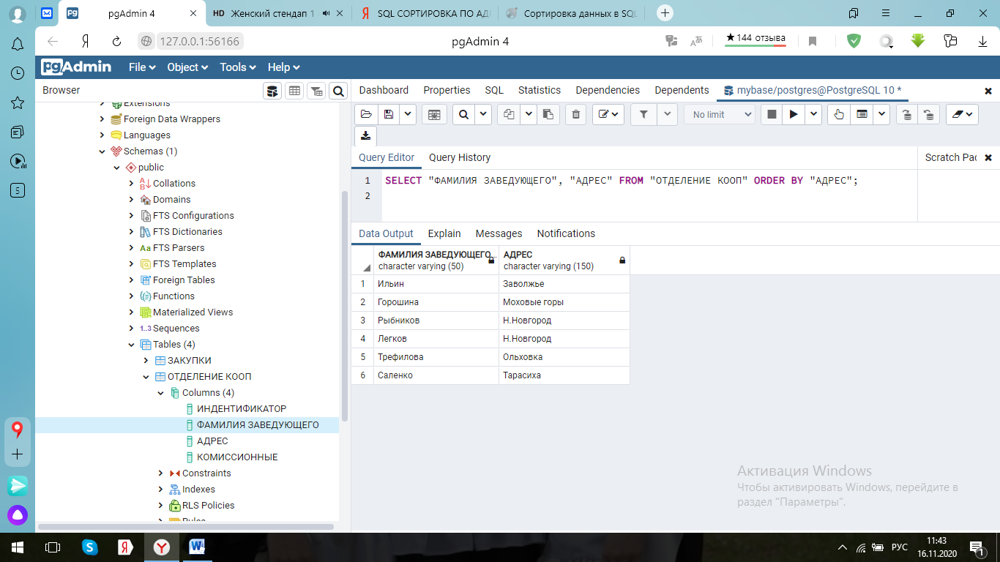 pgAdmin 4
HD Женский стендап 1
SQL СОРТИРОВКА ПО АД
Сортировка данных в SQL
127.0.0.1:56166
pgAdmin 4
★144 отзыва
pgAdmin
File Object Tools Help
Browser
Dashboard Properties SQL Statistics Dependencies Dependents mybase/postgres@PostgreSQL 10 *
No limit
Query Editor Query History
Scratch Pad
1 SELECT "ФАМИЛИЯ ЗАВЕДУЮЩЕГО", "АДРЕС" FROM "ОТДЕЛЕНИЕ КООП" ORDER BY "АДРЕС";
2
Data Output Explain Messages Notifications
ФАМИЛИЯ ЗАВЕДУЮЩЕГО... АДРЕС
character varying (50) character varying (150)
1 Ильин Заволжье
2 Горошина Моховые горы
3 Рыбников Н.Новгород
4 Легков Н.Новгород
5 Трефилова Ольховка
6 Саленко Тарасиха
Extensions
Foreign Data Wrappers
Languages
Schemas (1)
public
Collations
Domains
FTS Configurations
FTS Dictionaries
FTS Parsers
FTS Templates
Foreign Tables
Functions
Materialized Views
1..3 Sequences
Tables (4)
ЗАКУПКИ
ОТДЕЛЕНИЕ КООП
Columns (4)
ИНДЕНТИФИКАТОР
ФАМИЛИЯ ЗАВЕДУЮЩЕГО
АДРЕС
КОМИССИОННЫЕ
Constraints
Indexes
RLS Policies
Rules
5
Активация Windows
Чтобы активировать Windows, перейдите в
раздел "Параметры".
РУС
11:43
16.11.2020
1